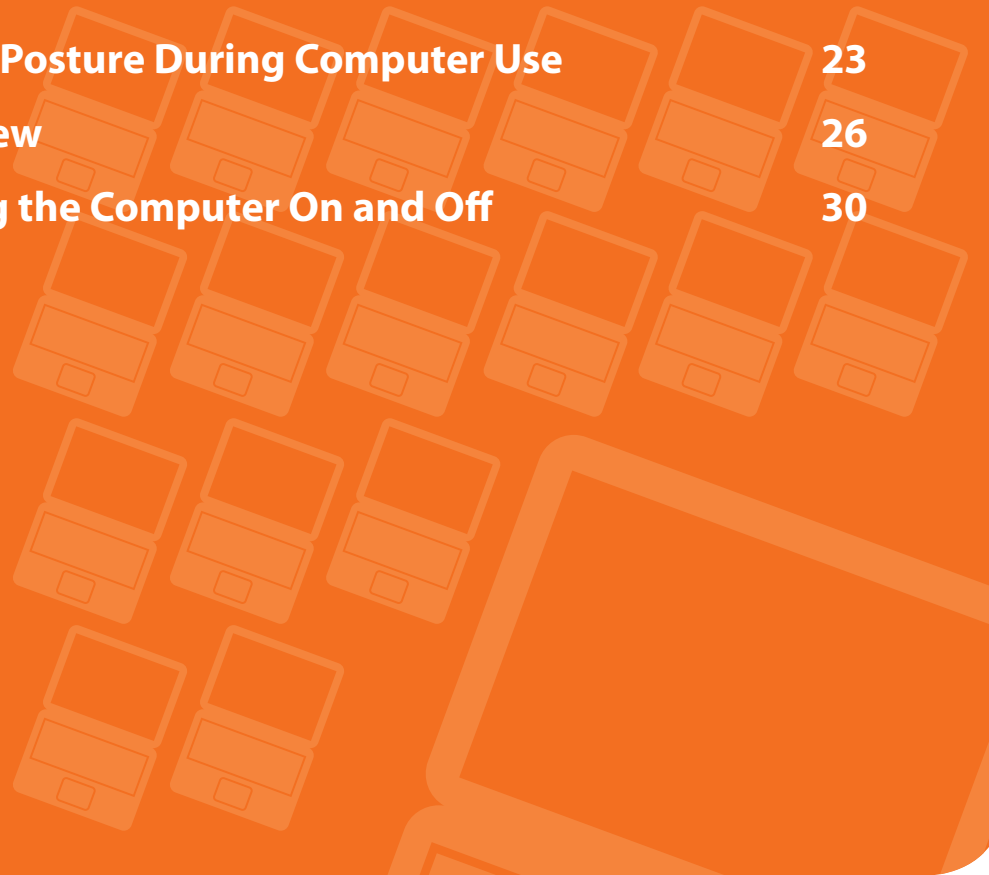 Posture During Computer Use 23
ew 26
g the Computer On and Off 30